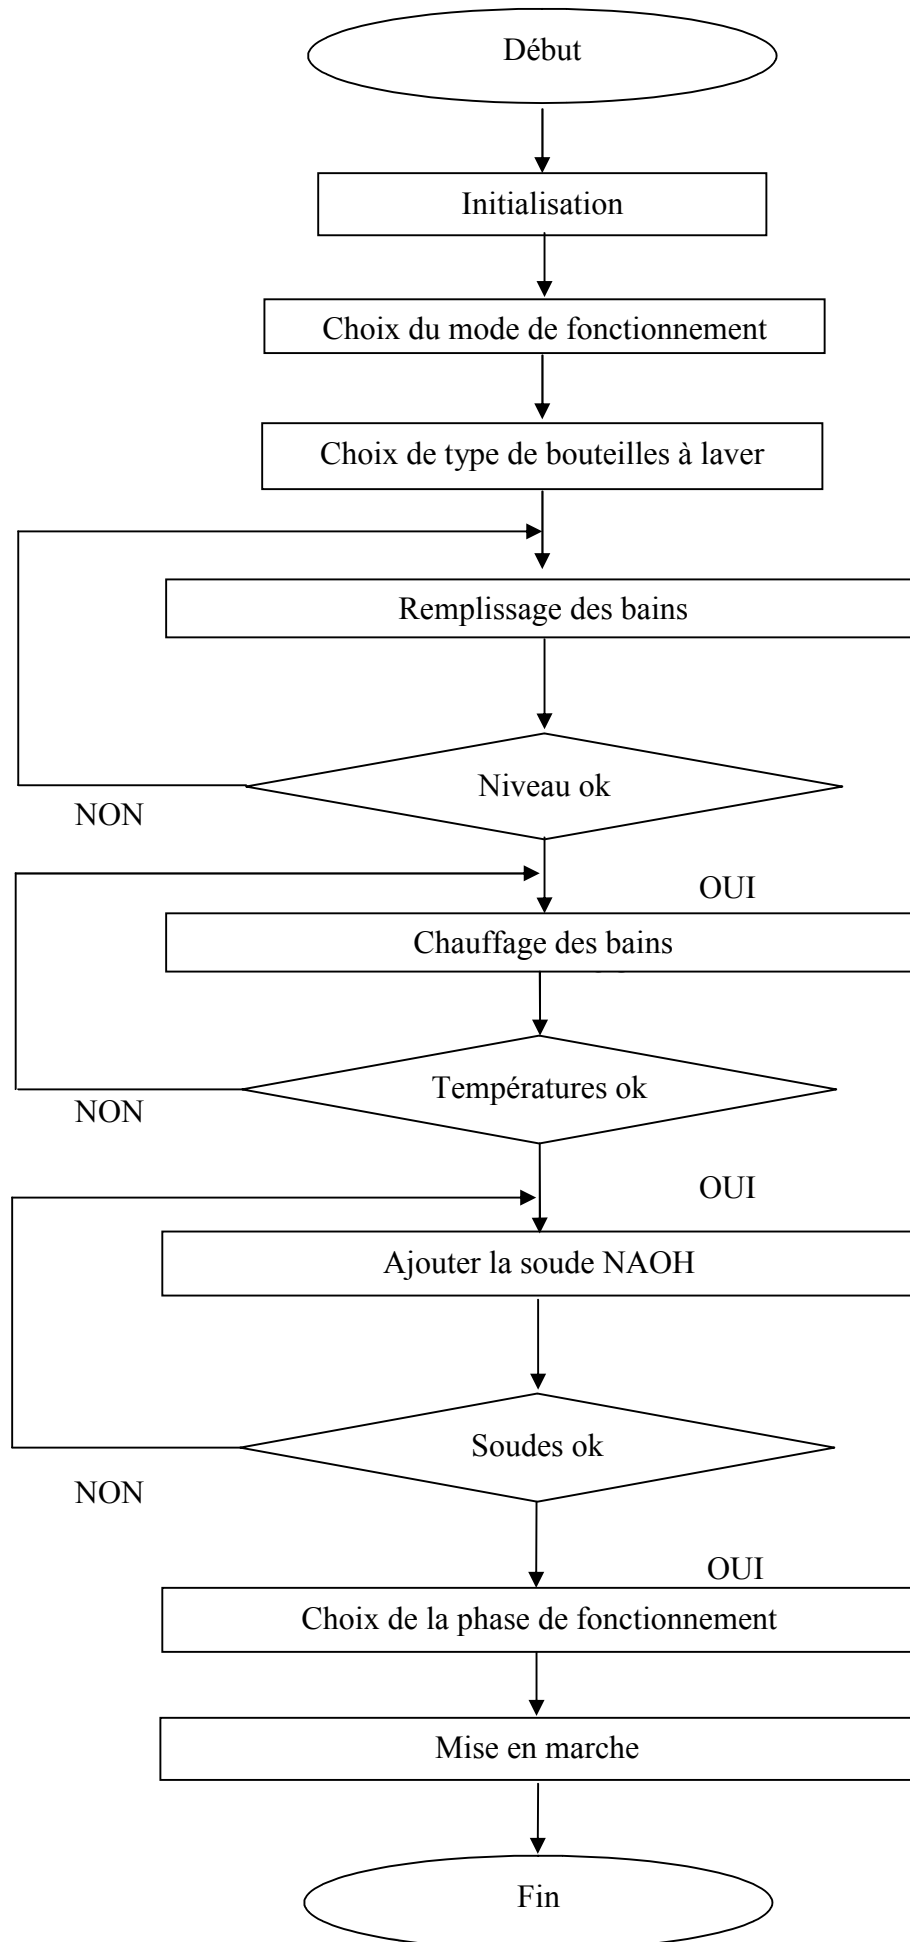 Début
Initialisation
Choix du mode de fonctionnement
Choix de type de bouteilles à laver
Remplissage des bains
Niveau ok
NON
OUI
Chauffage des bains
Températures ok
NON
OUI
Ajouter la soude NAOH
Soudes ok
NON
OUI
Choix de la phase de fonctionnement
Mise en marche
Fin